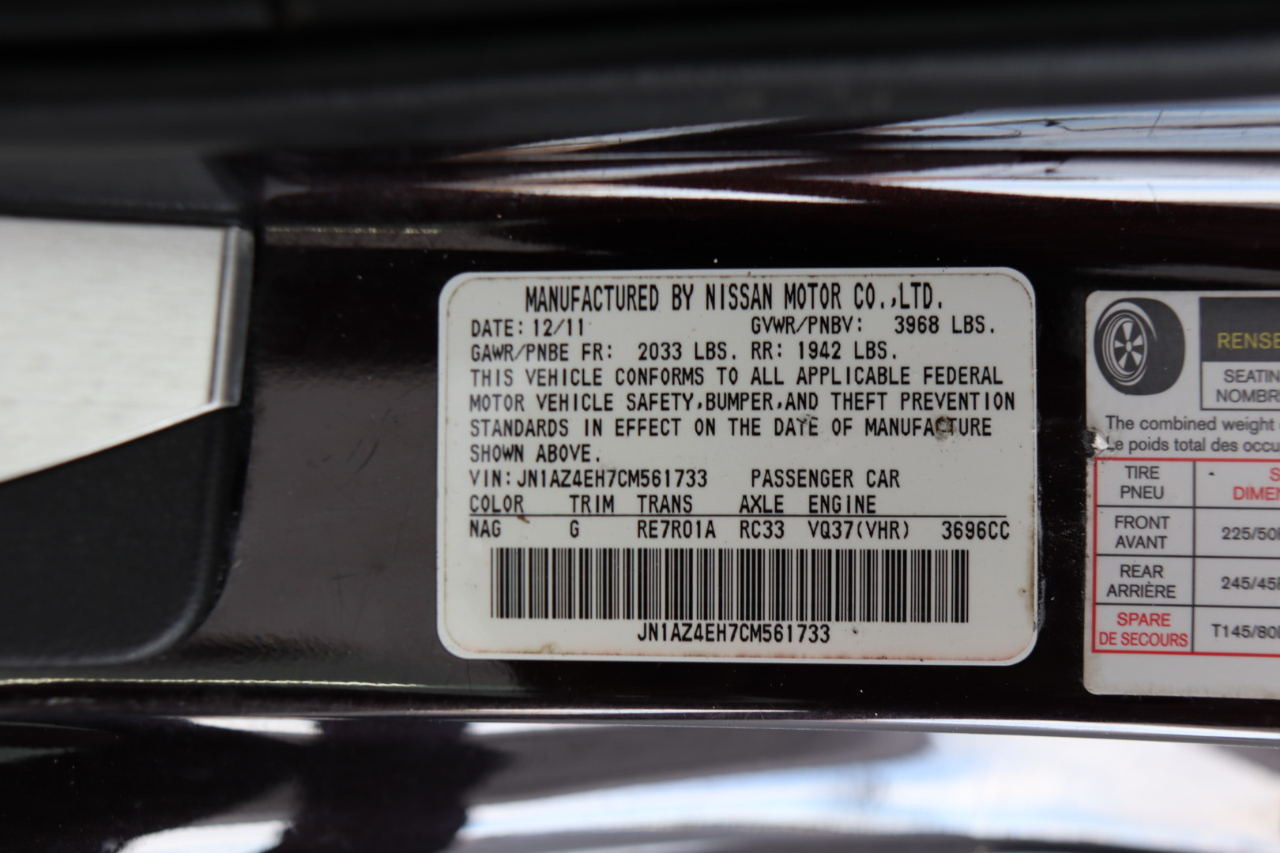 MANUFACTURED BY NISSAN MOTOR CO.,LTD.
DATE: 12/11 GVWR/PNBV: 3968 LBS.
GAWR/PNBE FR: 2033 LBS. RR: 1942 LBS.
THIS VEHICLE CONFORMS TO ALL APPLICABLE FEDERAL
MOTOR VEHICLE SAFETY,BUMPER,AND THEFT PREVENTION
STANDARDS IN EFFECT ON THE DATE OF MANUFACTURE
SHOWN ABOVE.
VIN: JN1AZ4EH7CM561733 PASSENGER CAR
COLOR TRIM TRANS AXLE ENGINE
NAG G RE7R01A RC33 VQ37(VHR) 3696CC
JN1AZ4EH7CM561733
The combined weight
Le poids total des
TIRE
PNEU
FRONT
AVANT
225/50
REAR
ARRIÈRE
245/45
SPARE
DE SECOURS
T145/80